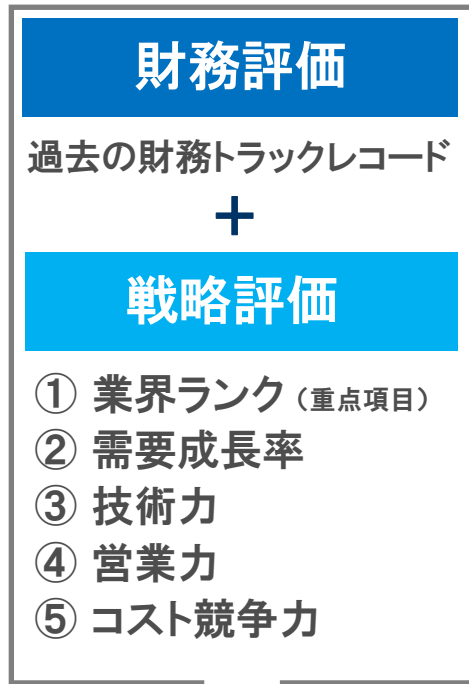 財務評価
過去の財務トラックレコード
+
戦略評価
① 業界ランク（重点項目）
② 需要成長率
③ 技術力
④ 営業力
⑤ コスト競争力